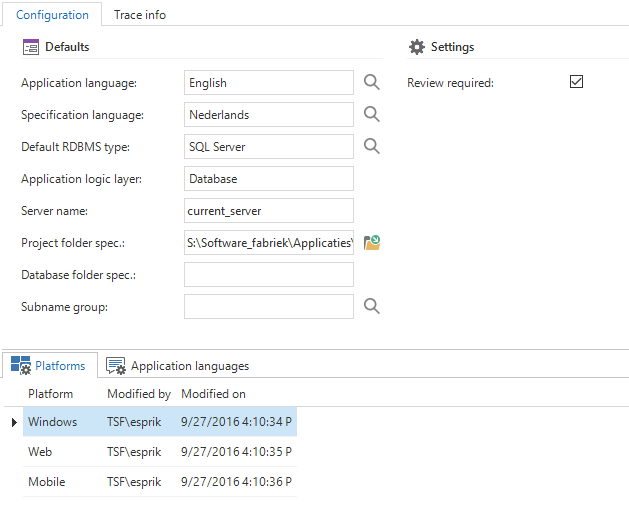 Configuration Trace info
Defaults
Application language: English
Specification language: Nederlands
Default RDBMS type: SQL Server
Application logic layer: Database
Server name: current_server
Project folder spec.: S:\Software_fabriek\Applicaties\
Database folder spec.:
Subname group:
Settings
Review required:
Platforms Application languages
Platform Modified by Modified on
Windows TSF\esprik 9/27/2016 4:10:34 P
Web TSF\esprik 9/27/2016 4:10:35 P
Mobile TSF\esprik 9/27/2016 4:10:36 P